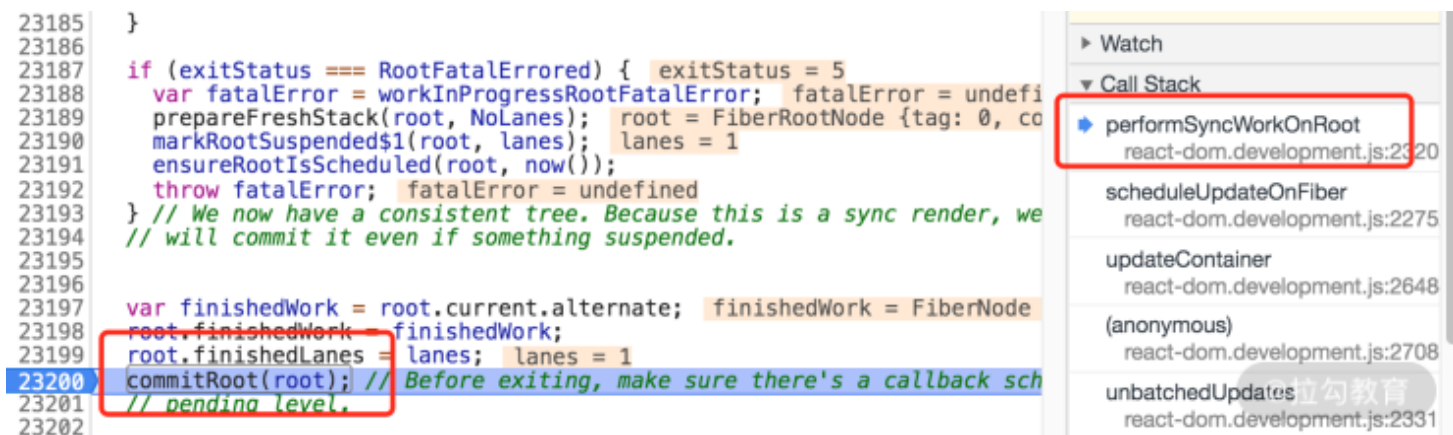 23185 }
23186
23187 if (exitStatus === RootFatalErrored) { exitStatus = 5
23188 var fatalError = workInProgressRootFatalError; fatalError = undefi
23189 prepareFreshStack(root, NoLanes); root = FiberRootNode {tag: 0, co
23190 markRootSuspended$1(root, lanes); lanes = 1
23191 ensureRootIsScheduled(root, now());
23192 throw fatalError; fatalError = undefined
23193 } // We now have a consistent tree. Because this is a sync render, we
23194 // will commit it even if something suspended.
23195
23196
23197 var finishedWork = root.current.alternate; finishedWork = FiberNode
23198 root.finishedWork = finishedWork;
23199 root.finishedLanes = lanes; lanes = 1
23200 commitRoot(root); // Before exiting, make sure there's a callback sch
23201 // pending level.
23202
Watch
Call Stack
performSyncWorkOnRoot
react-dom.development.js:2320
scheduleUpdateOnFiber
react-dom.development.js:2275
updateContainer
react-dom.development.js:2648
(anonymous)
react-dom.development.js:2708
unbatchedUpdates
react-dom.development.js:2331
@拉勾教育